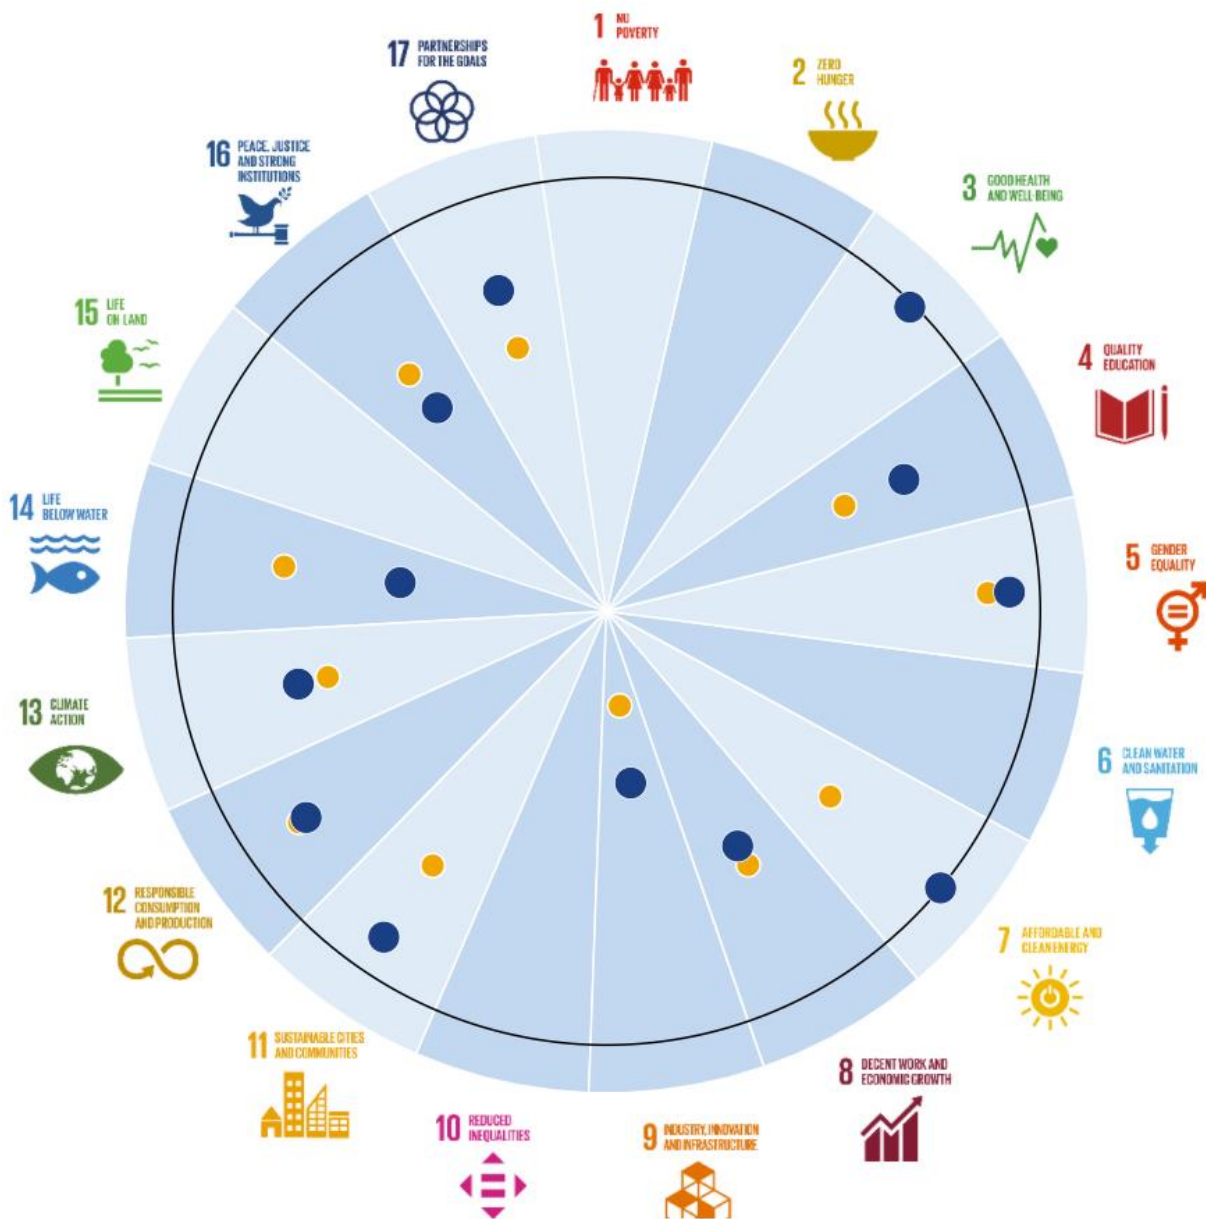 1 NO
POVERTY
2 ZERO
HUNGER
3 GOOD HEALTH
AND WELL-BEING
4 QUALITY
EDUCATION
5 GENDER
EQUALITY
6 CLEAN WATER
AND SANITATION
7 AFFORDABLE AND
CLEAN ENERGY
8 DECENT WORK AND
ECONOMIC GROWTH
9 INDUSTRY, INNOVATION
AND INFRASTRUCTURE
10 REDUCED
INEQUALITIES
11 SUSTAINABLE CITIES
AND COMMUNITIES
12 RESPONSIBLE
CONSUMPTION
AND PRODUCTION
13 CLIMATE
ACTION
14 LIFE
BELOW WATER
15 LIFE
ON LAND
16 PEACE, JUSTICE
AND STRONG
INSTITUTIONS
17 PARTNERSHIPS
FOR THE GOALS